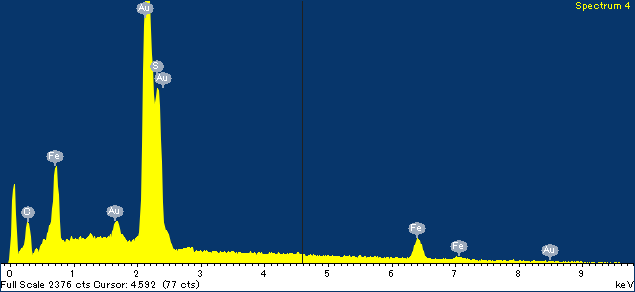 Spectrum 4
Au
S
Au
Fe
C
Au
Fe
Fe
Au
0 1 2 3 4 5 6 7 8 9
Full Scale 2376 cts Cursor: 4.592 (77 cts) keV